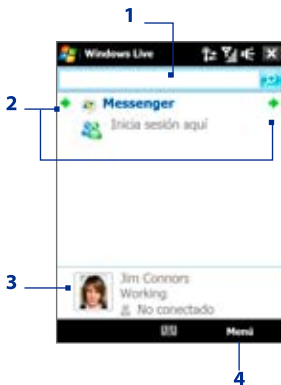 1
Windows Live
2
Messenger
Inicia sesión aquí
3
Jim Connors
Working
No conectado
Menú
4